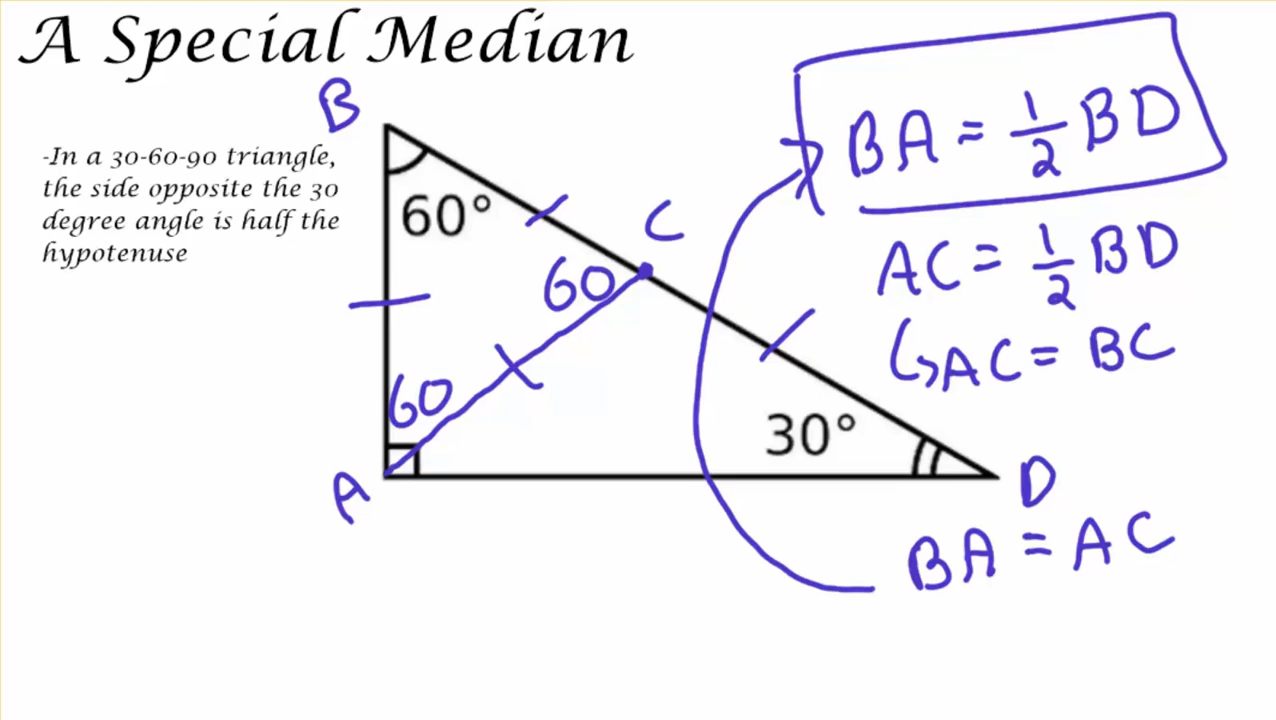 A Special Median
B
-In a 30-60-90 triangle,
the side opposite the 30
degree angle is half the
hypotenuse
60°
C
60
60
30°
A
D
BA = 1/2 BD
AC = 1/2 BD
↳ AC = BC
BA = AC